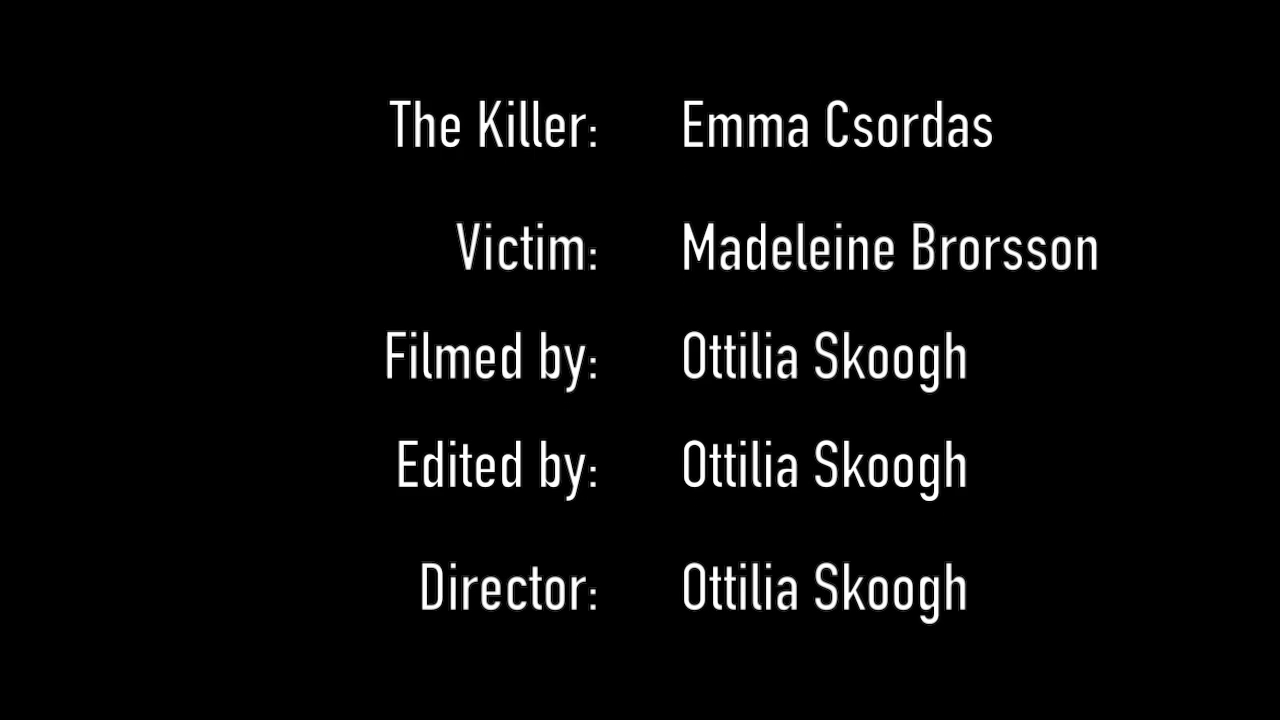 The Killer: Emma Csordas
Victim: Madeleine Brorsson
Filmed by: Ottilia Skoogh
Edited by: Ottilia Skoogh
Director: Ottilia Skoogh